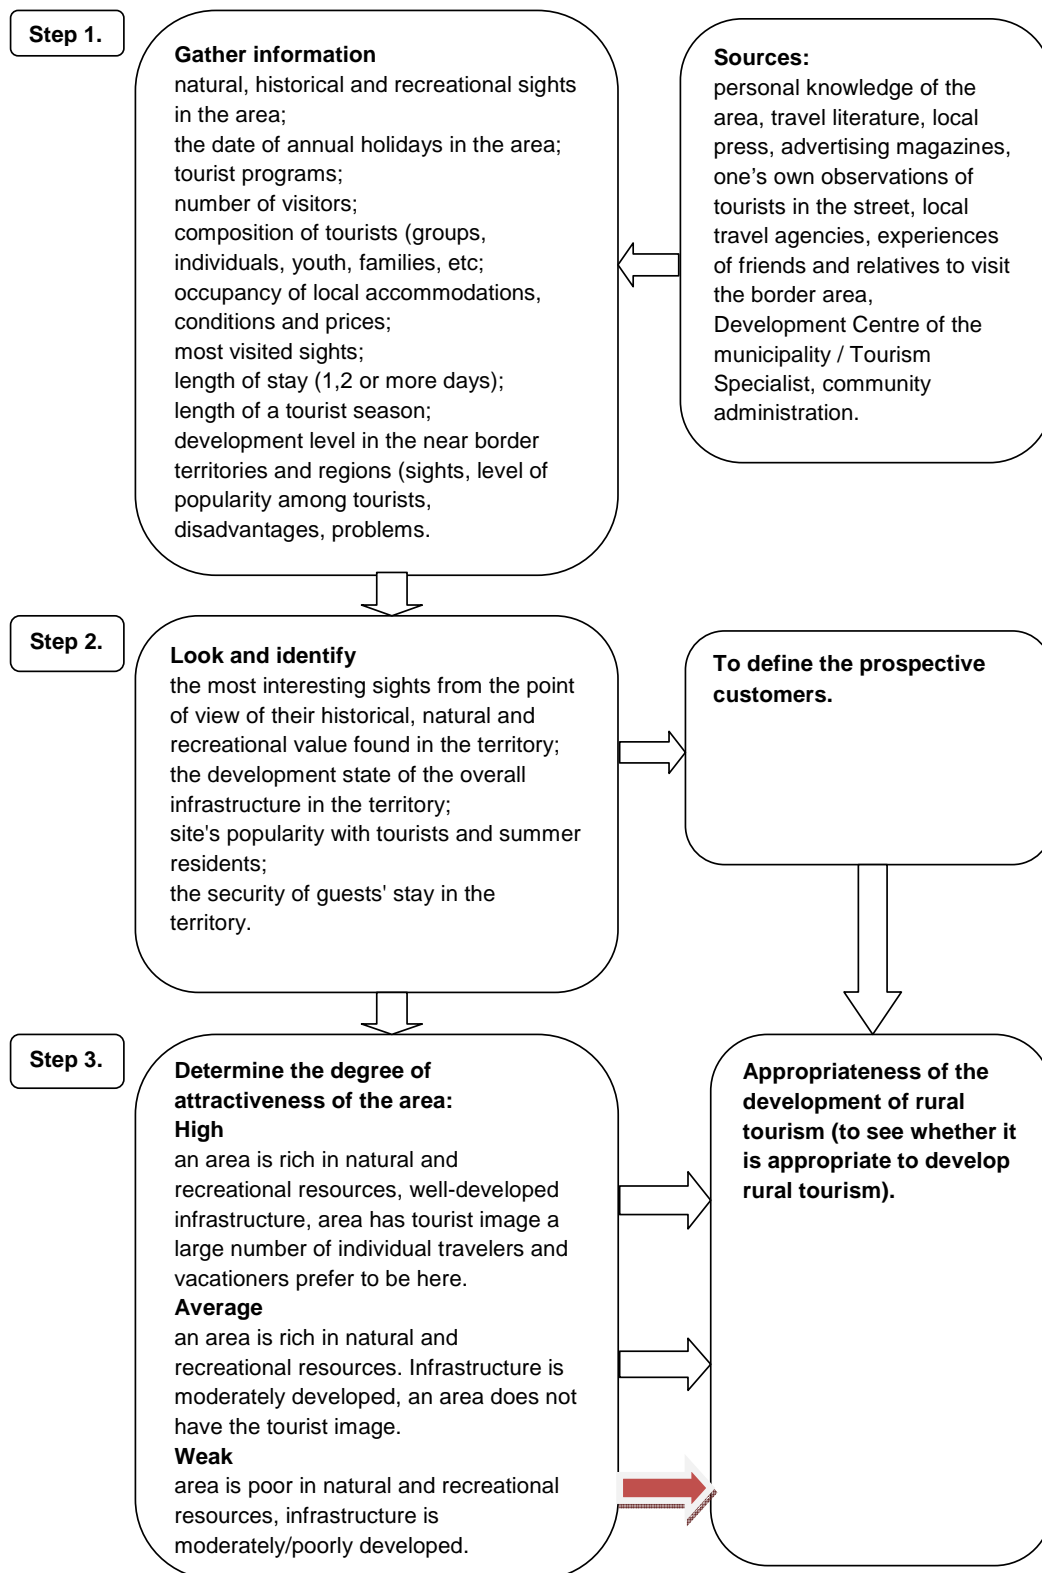 Step 1.
Gather information
natural, historical and recreational sights
in the area;
the date of annual holidays in the area;
tourist programs;
number of visitors;
composition of tourists (groups,
individuals, youth, families, etc;
occupancy of local accommodations,
conditions and prices;
most visited sights;
length of stay (1,2 or more days);
length of a tourist season;
development level in the near border
territories and regions (sights, level of
popularity among tourists,
disadvantages, problems.
Sources:
personal knowledge of the
area, travel literature, local
press, advertising magazines,
one's own observations of
tourists in the street, local
travel agencies, experiences
of friends and relatives to visit
the border area,
Development Centre of the
municipality / Tourism
Specialist, community
administration.
Step 2.
Look and identify
the most interesting sights from the point
of view of their historical, natural and
recreational value found in the territory;
the development state of the overall
infrastructure in the territory;
site's popularity with tourists and summer
residents;
the security of guests' stay in the
territory.
To define the prospective
customers.
Step 3.
Determine the degree of
attractiveness of the area:
High
an area is rich in natural and
recreational resources, well-developed
infrastructure, area has tourist image a
large number of individual travelers and
vacationers prefer to be here.
Average
an area is rich in natural and
recreational resources. Infrastructure is
moderately developed, an area does not
have the tourist image.
Weak
area is poor in natural and recreational
resources, infrastructure is
moderately/poorly developed.
Appropriateness of the
development of rural
tourism (to see whether it
is appropriate to develop
rural tourism).